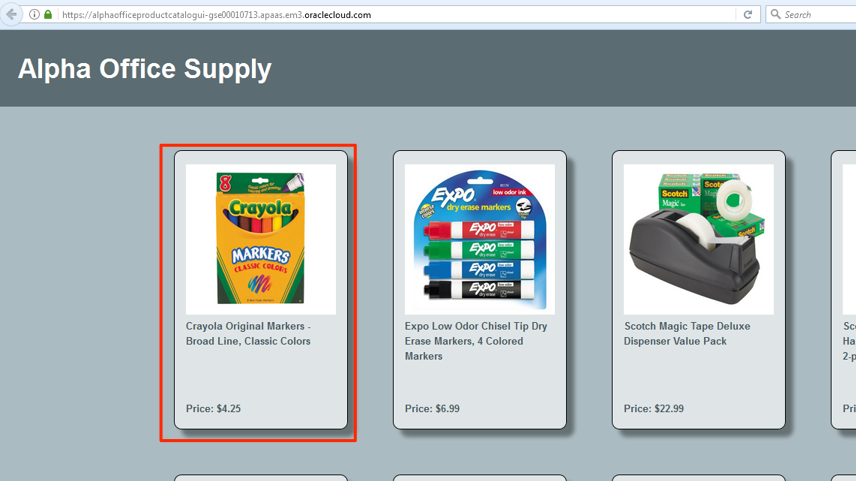 https://alphaofficeproductcatalogui-gse00010713.apaas.em3.oraclecloud.com
Search
Alpha Office Supply
8
Crayola
MARKERS
CLASSIC COLORS
Crayola Original Markers -
Broad Line, Classic Colors
Price: $4.25
low odor ink
EXPO
dry erase markers
EXPO
EXPO
EXPO
EXPO
Expo Low Odor Chisel Tip Dry
Erase Markers, 4 Colored
Markers
Price: $6.99
Scotch
Magic
Scotch
Scotch Magic Tape Deluxe
Dispenser Value Pack
Price: $22.99
Sc
Ha
2-p
Pri